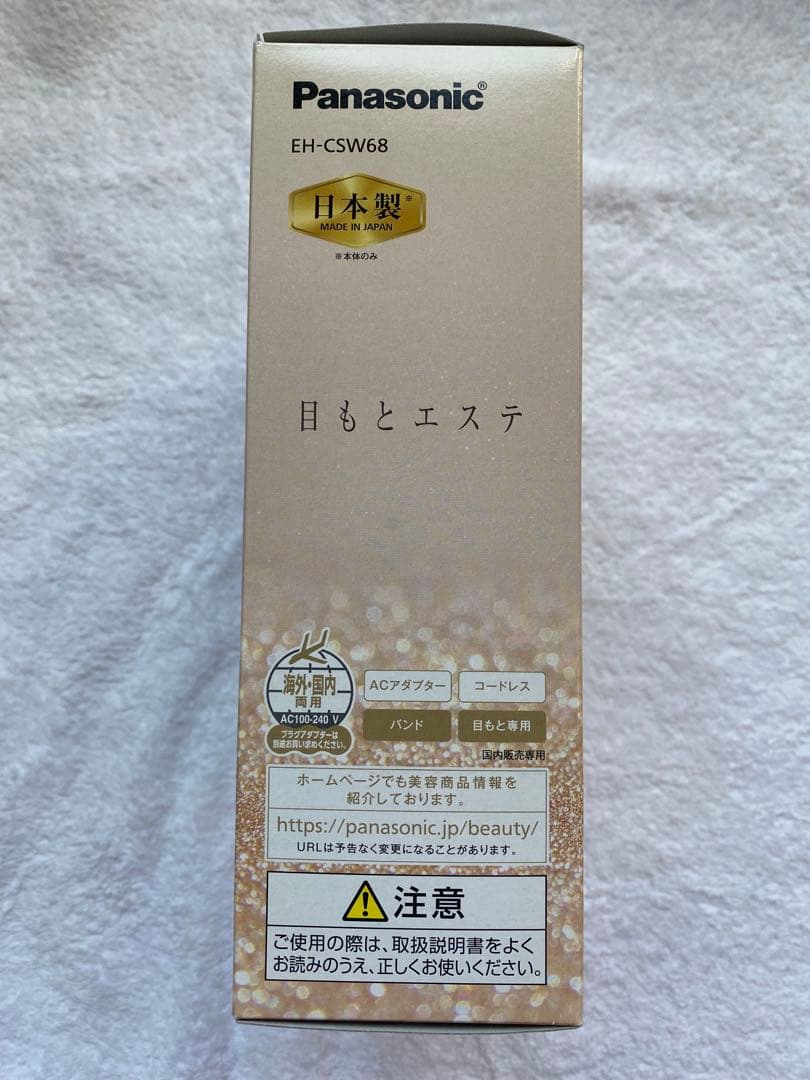 Panasonic®
EH-CSW68
日本製※
MADE IN JAPAN
※本体のみ
目もとエステ
海外・国内
両用
AC100-240 V
プラグアダプターは
別途お買い求めください。
ACアダプター
コードレス
バンド
目もと専用
国内販売専用
ホームページでも美容商品情報を
紹介しております。
https://panasonic.jp/beauty/
URLは予告なく変更になることがあります。
注意
ご使用の際は、取扱説明書をよく
お読みのうえ、正しくお使いください。